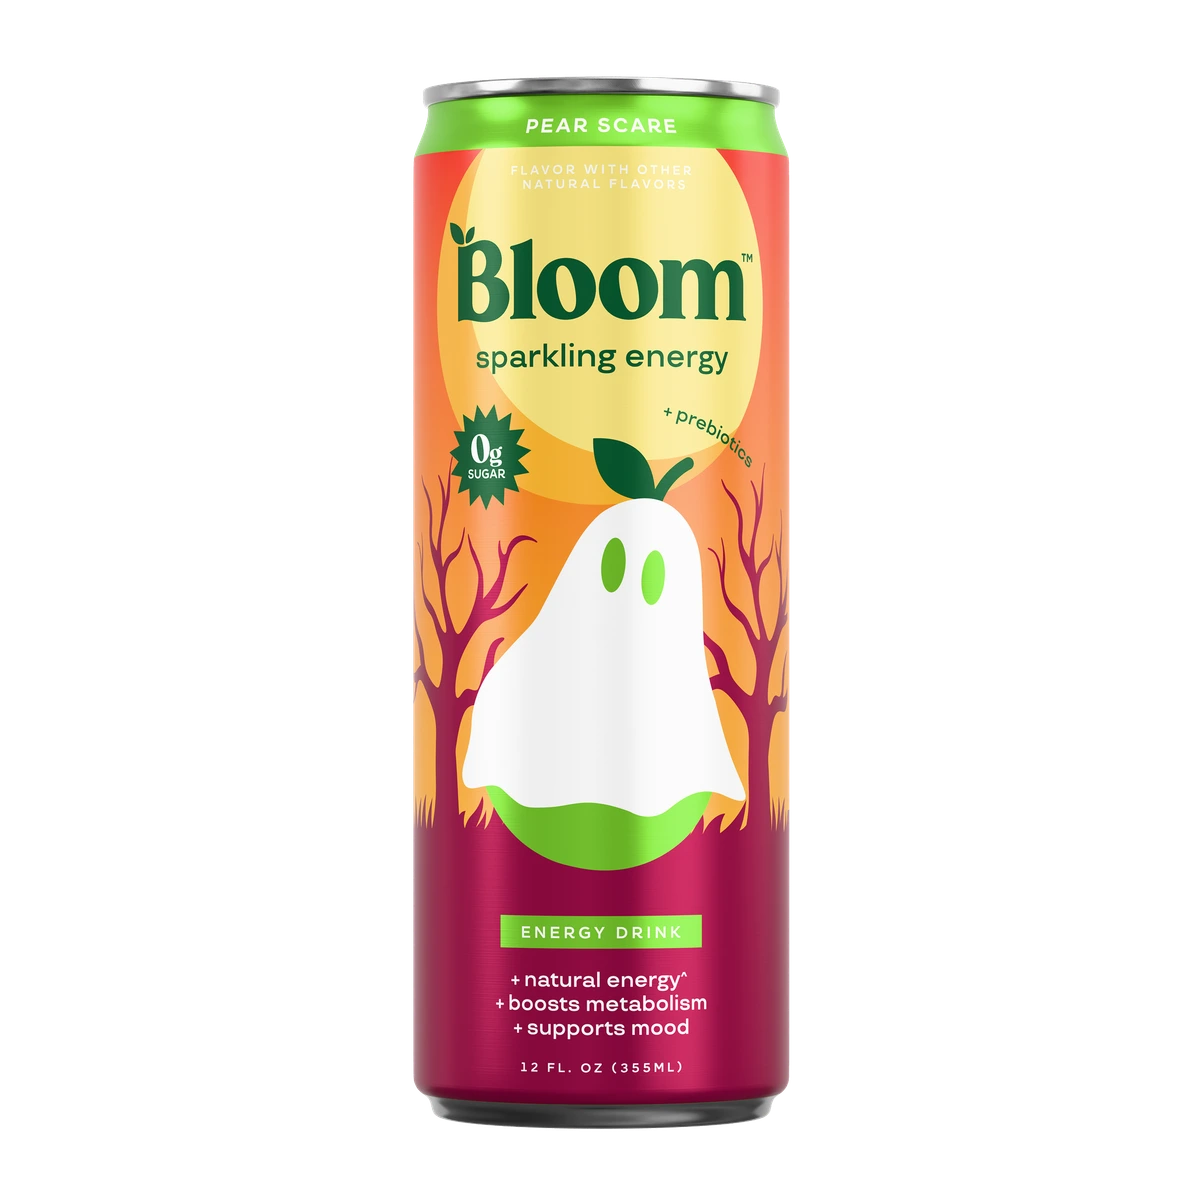 PEAR SCARE
FLAVOR WITH OTHER
NATURAL FLAVORS
Bloom™
sparkling energy
+ prebiotics
0g
SUGAR
ENERGY DRINK
+ natural energy^
+ boosts metabolism
+ supports mood
12 FL. OZ (355ML)